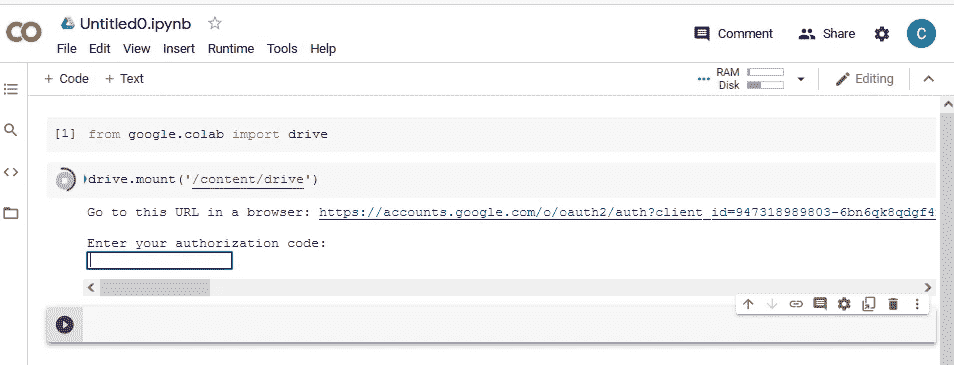 CO Untitled0.ipynb
File Edit View Insert Runtime Tools Help
Comment Share C
+ Code + Text
RAM
Disk
Editing
[1] from google.colab import drive
drive.mount('/content/drive')
Go to this URL in a browser: https://accounts.google.com/o/oauth2/auth?client_id=947318989803-6bn6qk8qdgf4
Enter your authorization code: